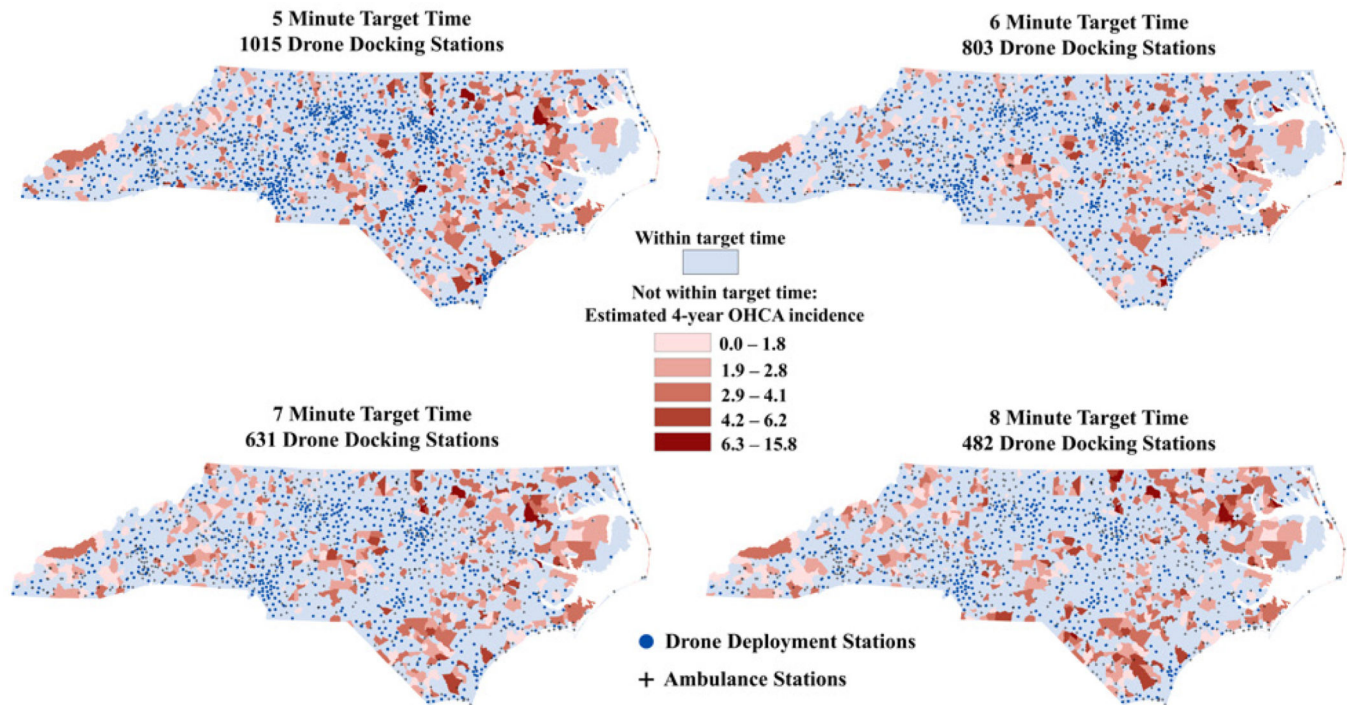 5 Minute Target Time
1015 Drone Docking Stations
6 Minute Target Time
803 Drone Docking Stations
Within target time
Not within target time:
Estimated 4-year OHCA incidence
0.0 – 1.8
1.9 – 2.8
2.9 – 4.1
4.2 – 6.2
6.3 – 15.8
7 Minute Target Time
631 Drone Docking Stations
8 Minute Target Time
482 Drone Docking Stations
Drone Deployment Stations
Ambulance Stations